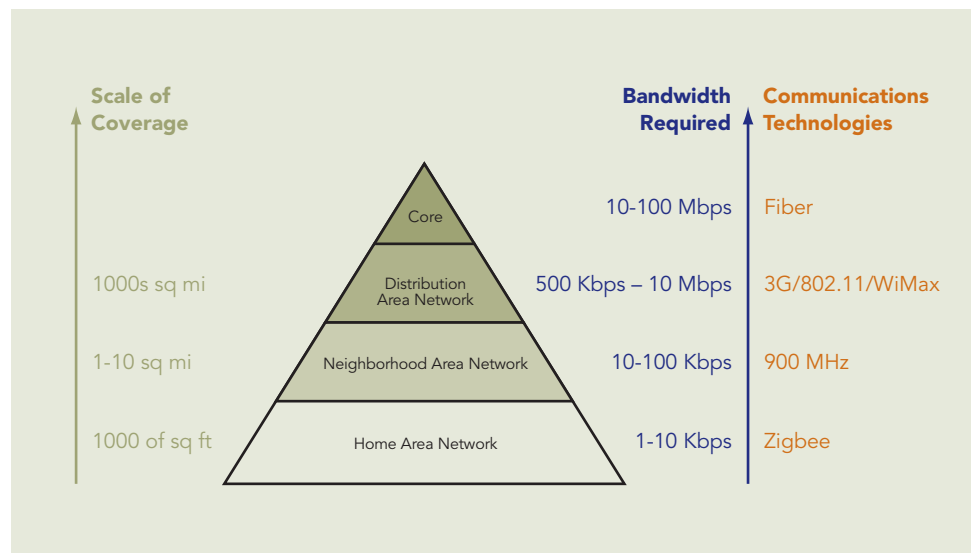 Scale of
Coverage
Bandwidth
Required
Communications
Technologies
Core
10-100 Mbps
Fiber
1000s sq mi
Distribution
Area Network
500 Kbps – 10 Mbps
3G/802.11/WiMax
1-10 sq mi
Neighborhood Area Network
10-100 Kbps
900 MHz
1000 of sq ft
Home Area Network
1-10 Kbps
Zigbee